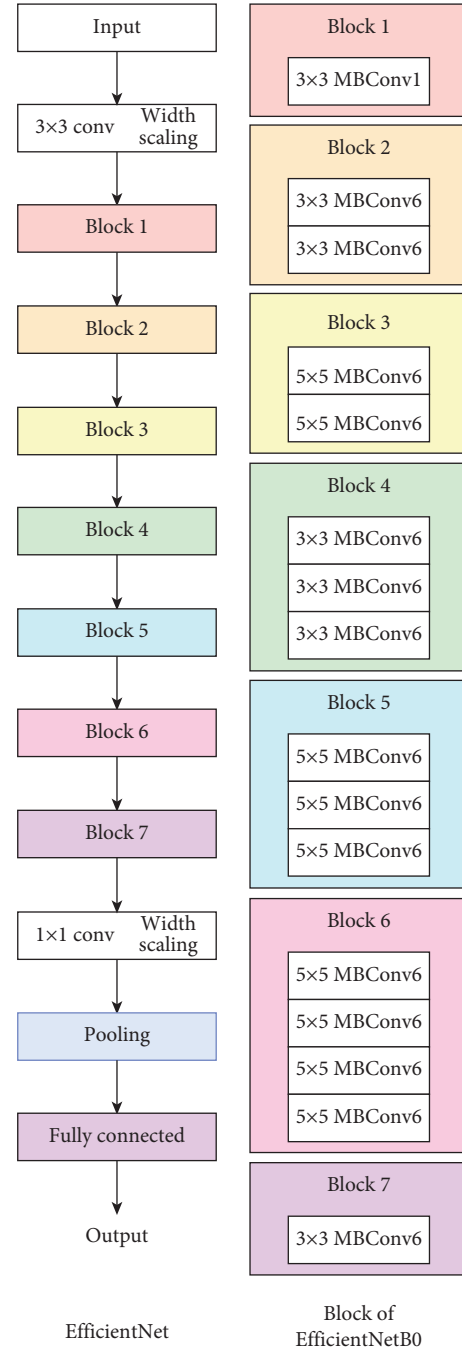 Input
3×3 conv
Width
scaling
Block 1
Block 2
Block 3
Block 4
Block 5
Block 6
Block 7
1×1 conv
Width
scaling
Pooling
Fully connected
Output
EfficientNet
Block 1
3×3 MBConv1
Block 2
3×3 MBConv6
3×3 MBConv6
Block 3
5×5 MBConv6
5×5 MBConv6
Block 4
3×3 MBConv6
3×3 MBConv6
3×3 MBConv6
Block 5
5×5 MBConv6
5×5 MBConv6
5×5 MBConv6
Block 6
5×5 MBConv6
5×5 MBConv6
5×5 MBConv6
5×5 MBConv6
Block 7
3×3 MBConv6
Block of
EfficientNetB0